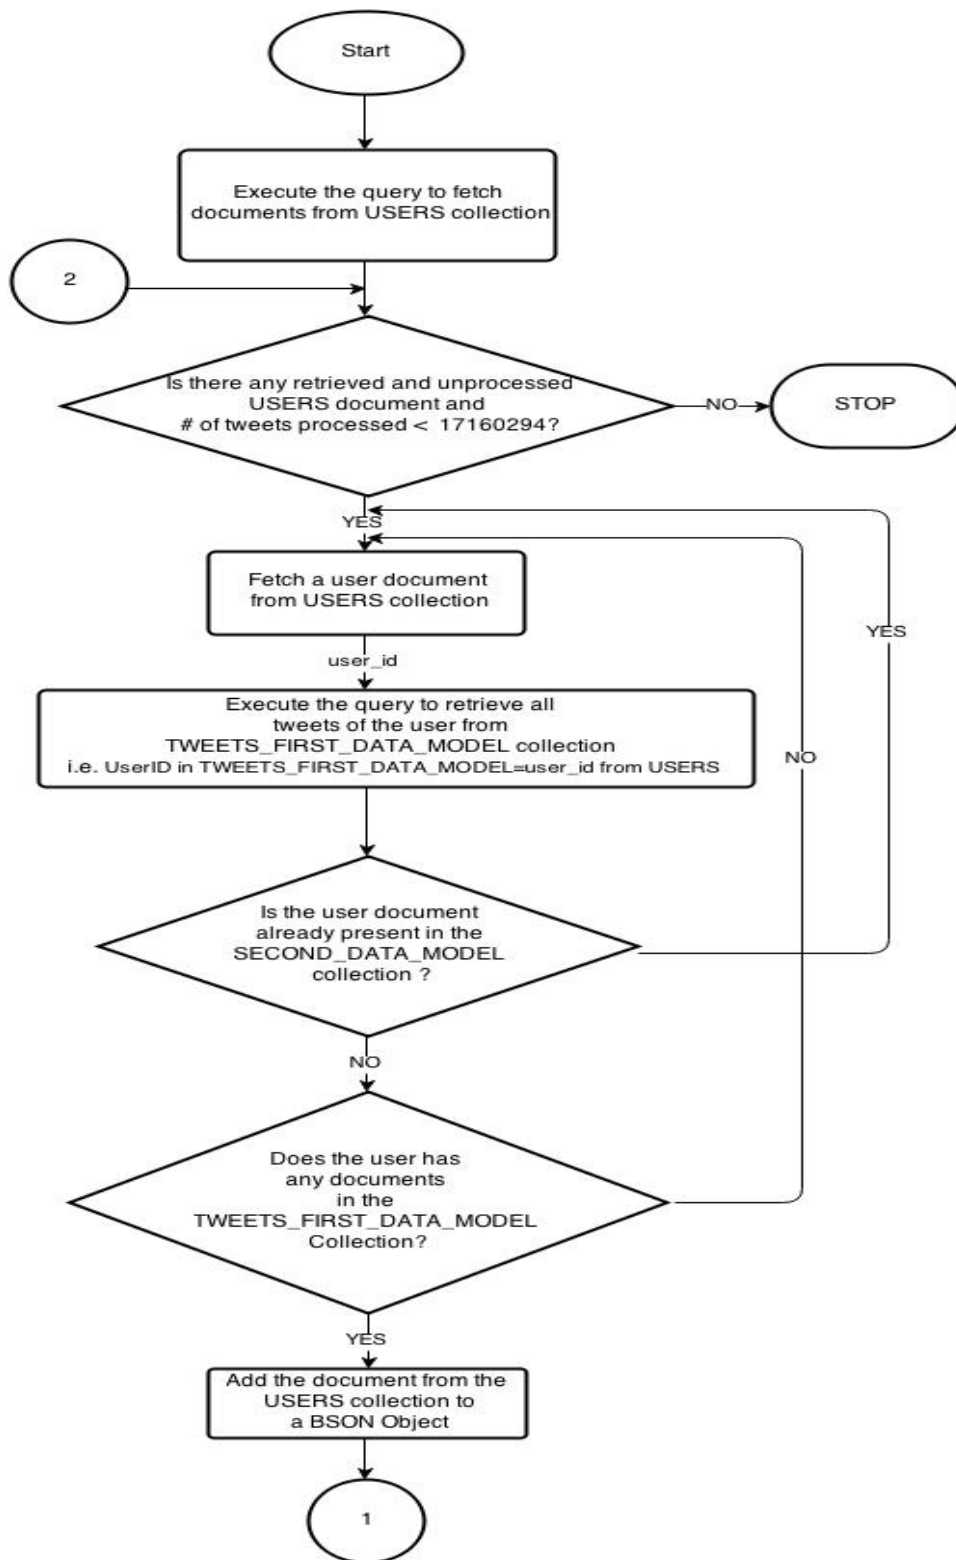 Start
Execute the query to fetch
documents from USERS collection
2
Is there any retrieved and unprocessed
USERS document and
# of tweets processed < 17160294?
NO
STOP
YES
Fetch a user document
from USERS collection
YES
user_id
Execute the query to retrieve all
tweets of the user from
TWEETS_FIRST_DATA_MODEL collection
i.e. UserID in TWEETS_FIRST_DATA_MODEL=user_id from USERS
NO
Is the user document
already present in the
SECOND_DATA_MODEL
collection ?
NO
Does the user has
any documents
in the
TWEETS_FIRST_DATA_MODEL
Collection?
YES
Add the document from the
USERS collection to
a BSON Object
1